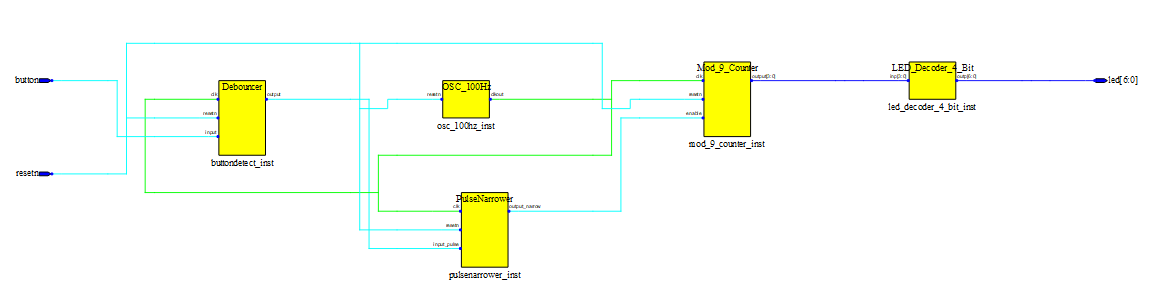 button
resetn
Debouncer
clk
resetn
input
output
buttondetect_inst
OSC_100Hz
resetn
clkout
osc_100hz_inst
PulseNarrower
clk
resetn
input_pulse
output_narrow
pulsenarrower_inst
Mod_9_Counter
clk
resetn
enable
output[3:0]
mod_9_counter_inst
LED_Decoder_4_Bit
inp[3:0]
outp[6:0]
led_decoder_4_bit_inst
led[6:0]